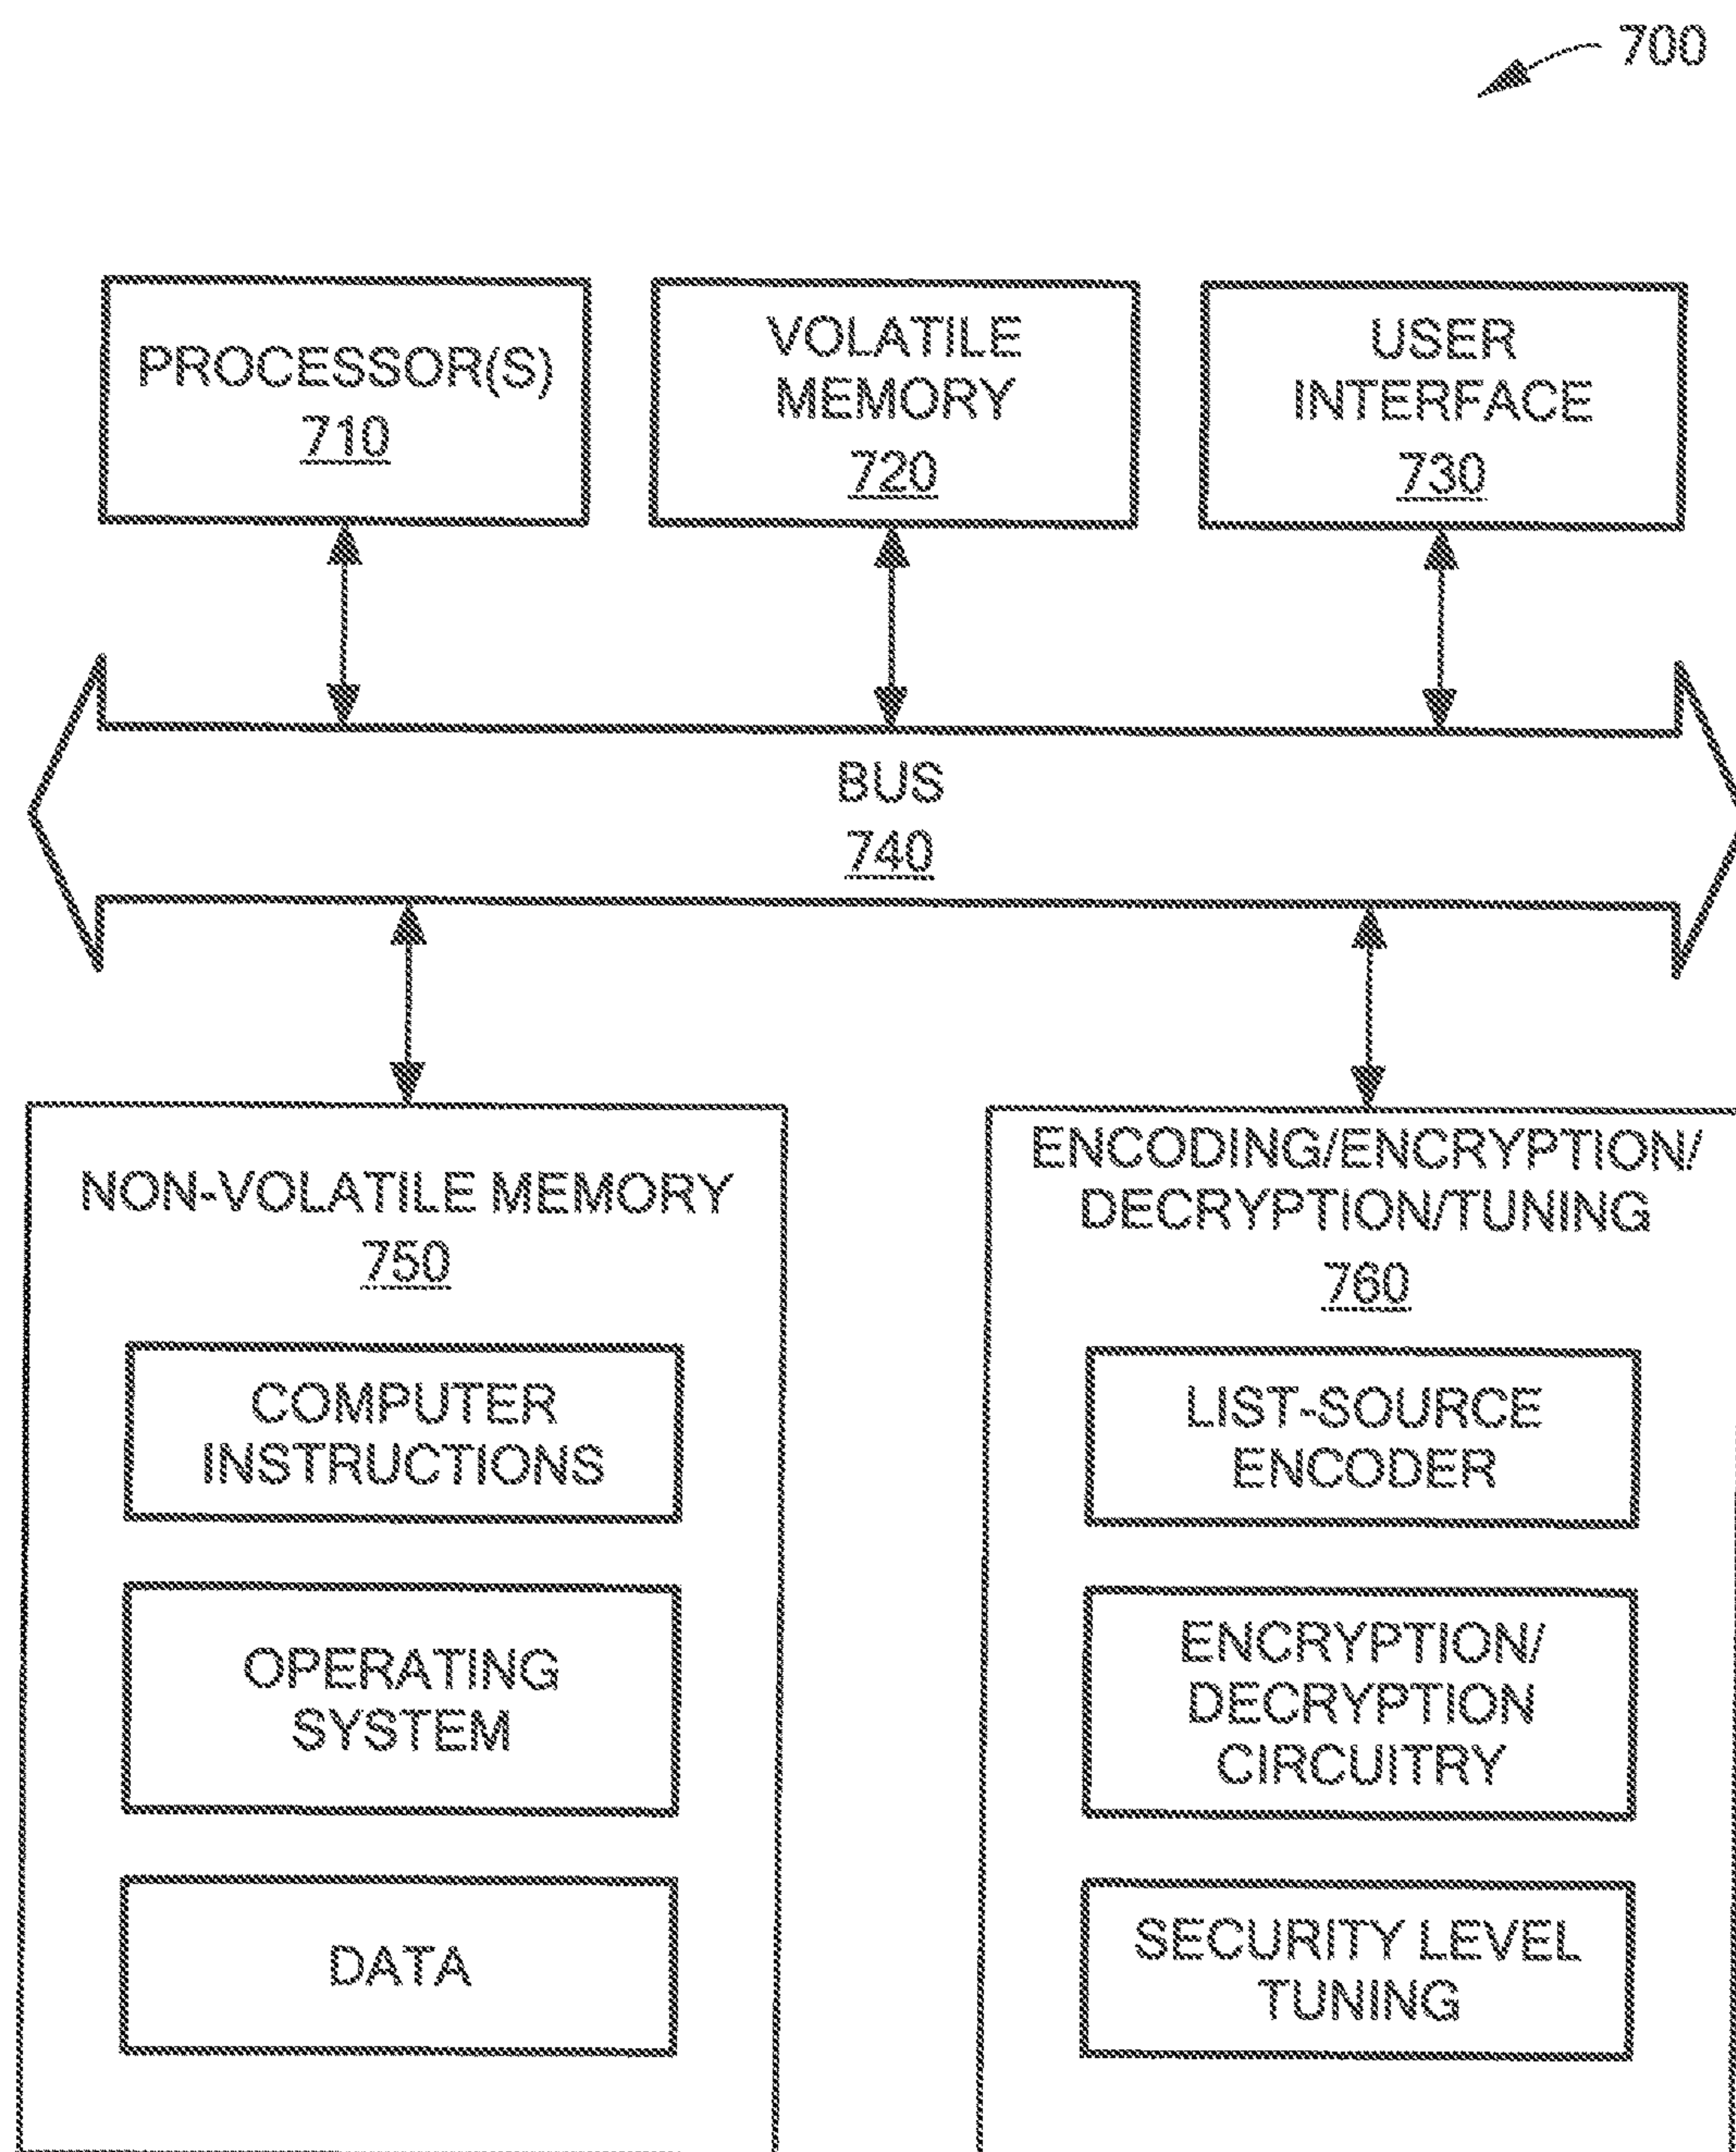 700
PROCESSOR(S)
710
VOLATILE
MEMORY
720
USER
INTERFACE
730
BUS
740
NON-VOLATILE MEMORY
750
COMPUTER
INSTRUCTIONS
OPERATING
SYSTEM
DATA
ENCODING/ENCRYPTION/
DECRYPTION/TUNING
760
LIST-SOURCE
ENCODER
ENCRYPTION/
DECRYPTION
CIRCUITRY
SECURITY LEVEL
TUNING